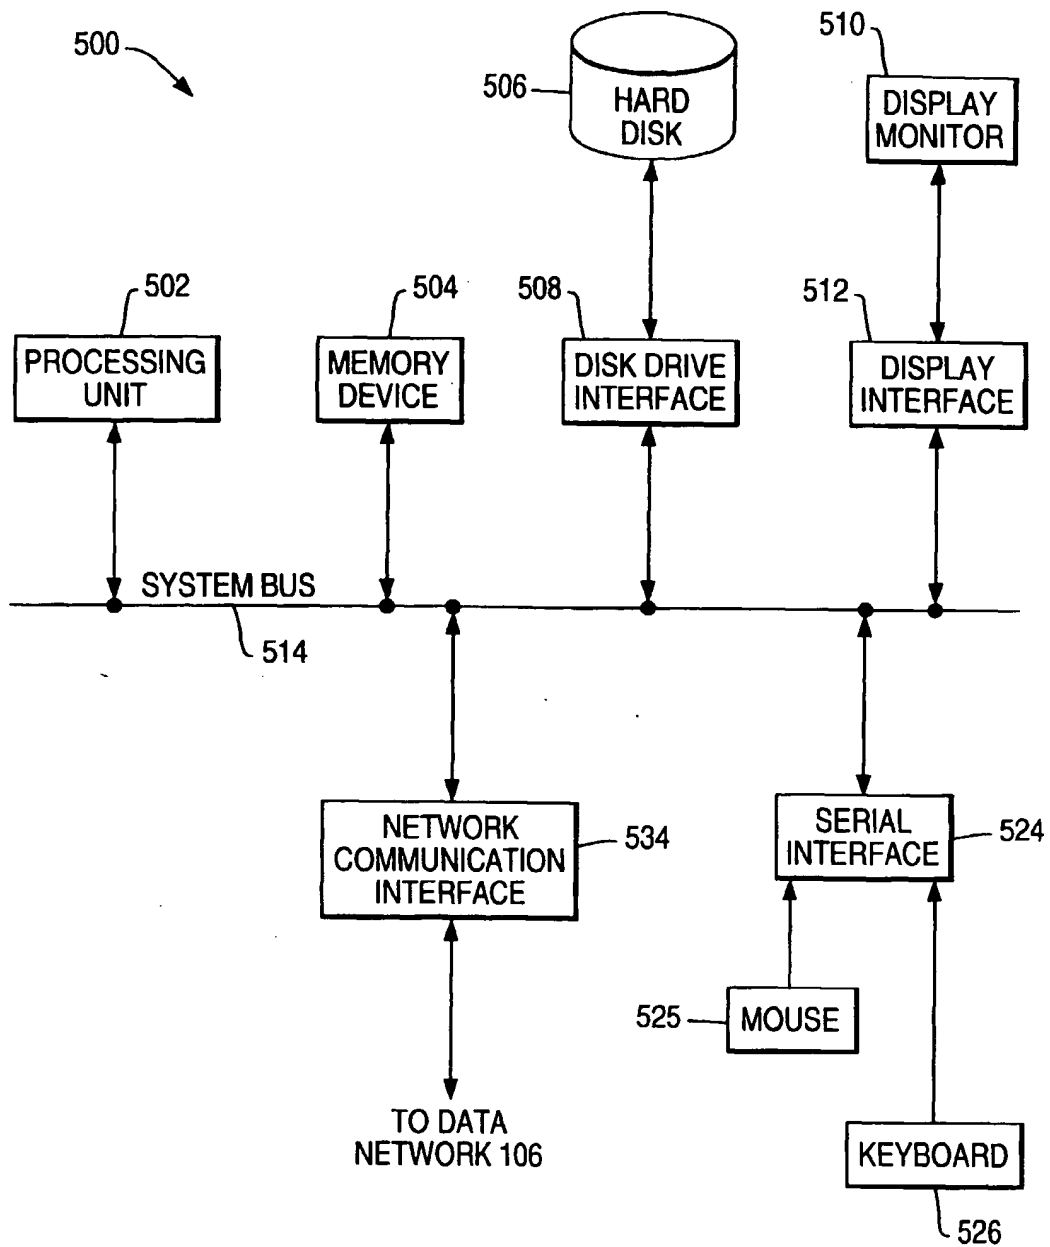 500
506
HARD
DISK
510
DISPLAY
MONITOR
502
PROCESSING
UNIT
504
MEMORY
DEVICE
508
DISK DRIVE
INTERFACE
512
DISPLAY
INTERFACE
SYSTEM BUS
514
NETWORK
COMMUNICATION
INTERFACE
534
SERIAL
INTERFACE
524
525
MOUSE
TO DATA
NETWORK 106
KEYBOARD
526